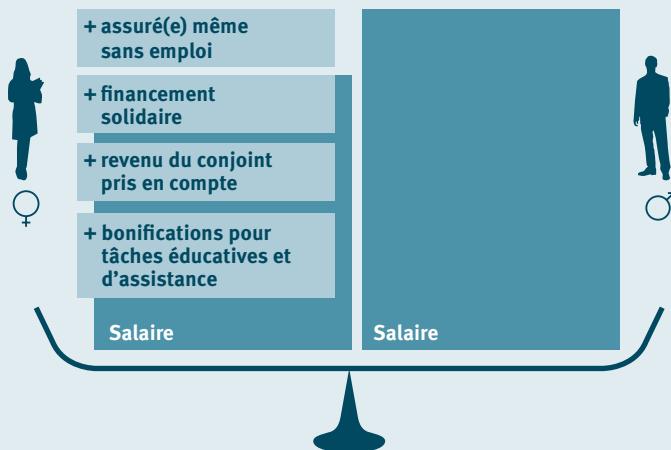 + assuré(e) même
sans emploi
+ financement
solidaire
+ revenu du conjoint
pris en compte
+ bonifications pour
tâches éducatives et
d’assistance
Salaire
Salaire